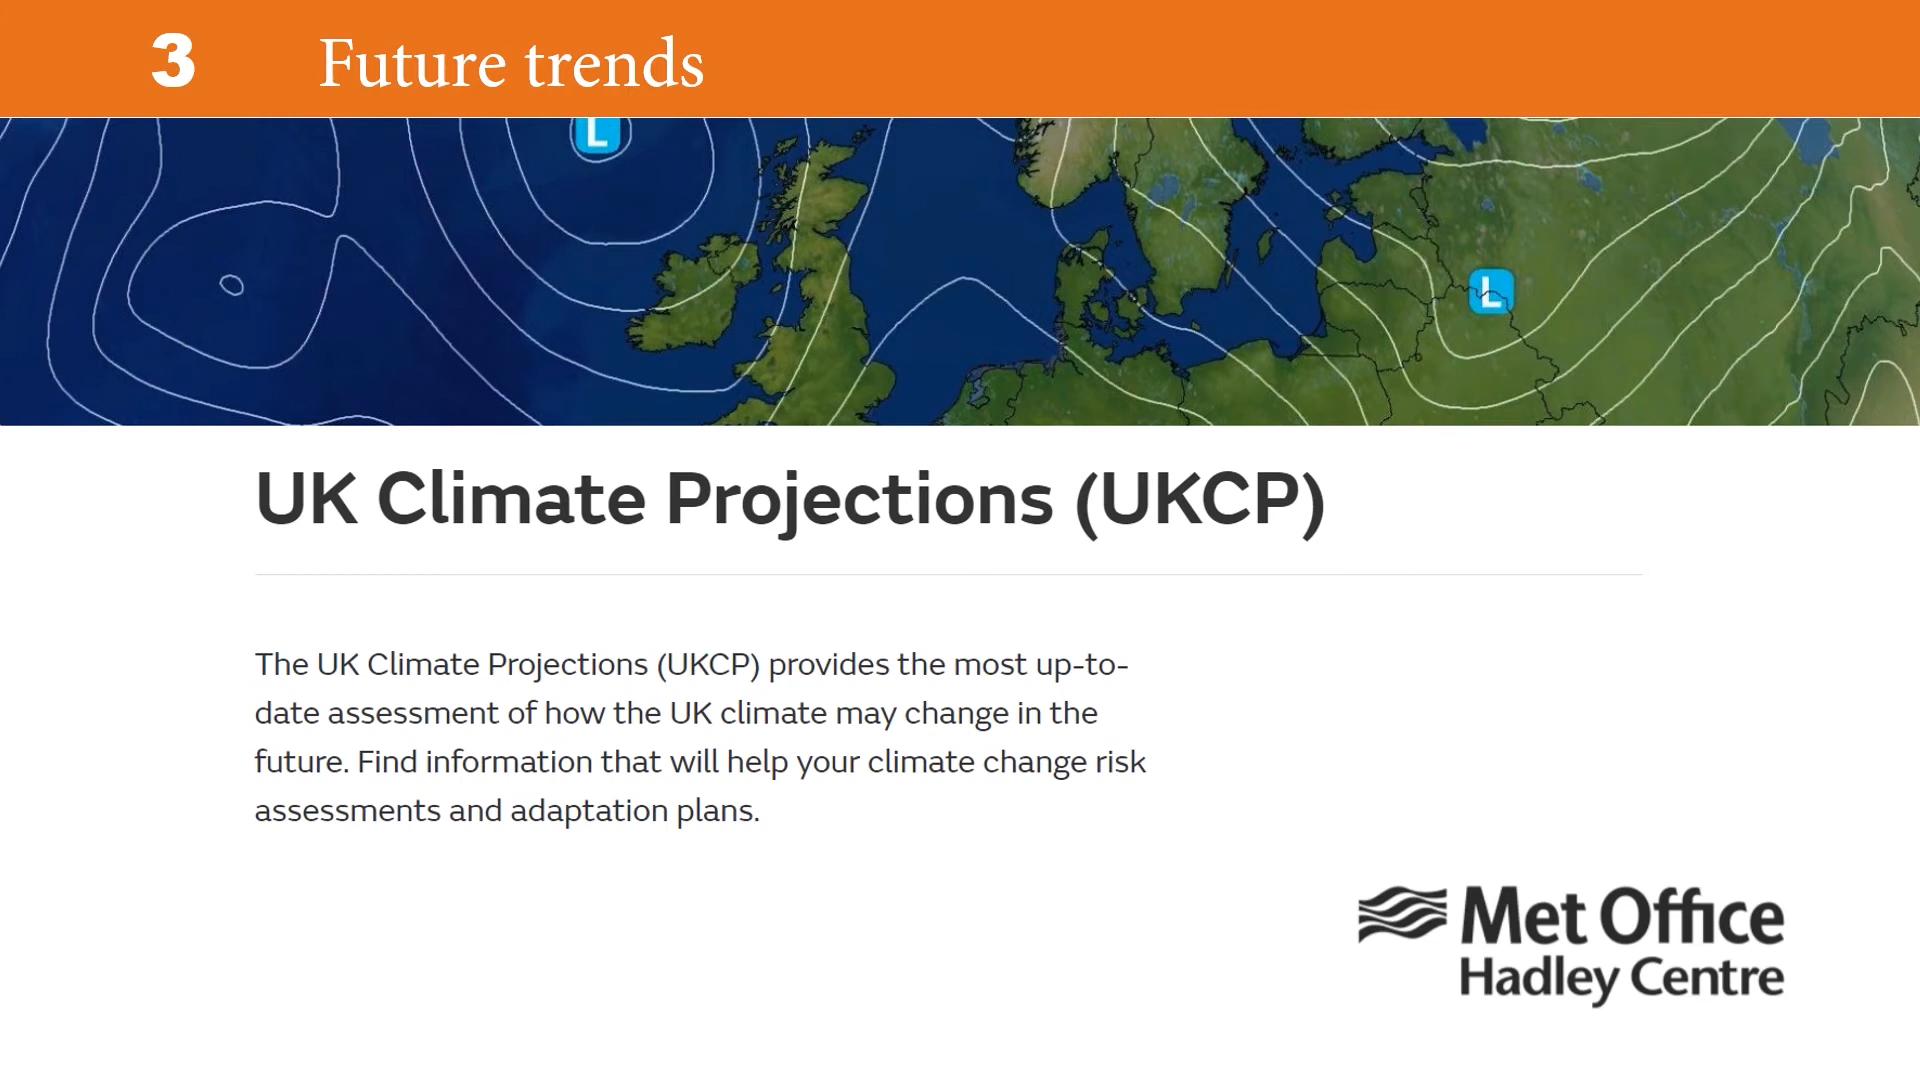 3 Future trends
L
L
UK Climate Projections (UKCP)
The UK Climate Projections (UKCP) provides the most up-to-
date assessment of how the UK climate may change in the
future. Find information that will help your climate change risk
assessments and adaptation plans.
Met Office
Hadley Centre